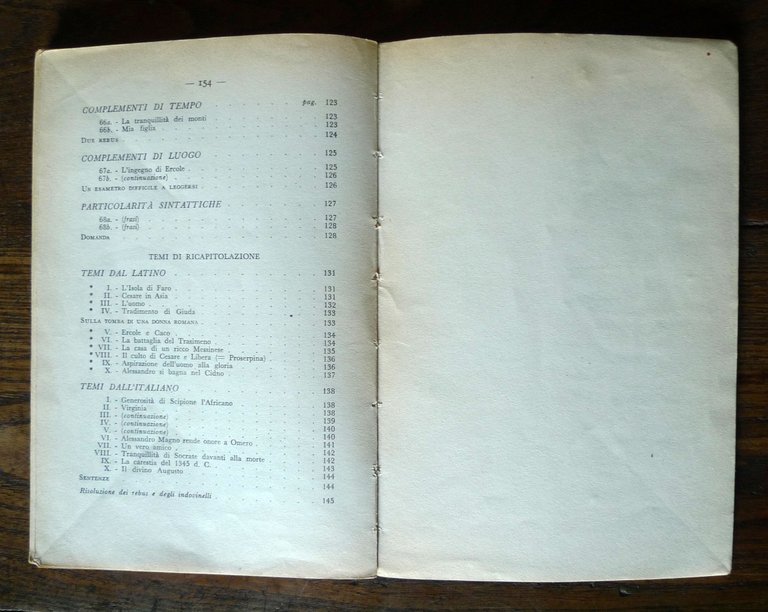 — 154 —
COMPLEMENTI DI TEMPO pag. 123
66a. - La tranquillità dei monti 123
66b. - Mia figlia 123
DUE REBUS 124
COMPLEMENTI DI LUOGO 125
67a. - L'ingegno di Ercole 125
67b. - (continuazione) 126
UN ESAMETRO DIFFICILE A LEGGERSI 126
PARTICOLARITÀ SINTATTICHE 127
68a. - (frasi) 127
68b. - (frasi) 128
DOMANDA 128
TEMI DI RICAPITOLAZIONE
TEMI DAL LATINO 131
* I. - L'Isola di Faro 131
* II. - Cesare in Asia 131
* III. - L'uomo 132
* IV. - Tradimento di Giuda 133
SULLA TOMBA DI UNA DONNA ROMANA 133
* V. - Ercole e Caco 134
* VI. - La battaglia del Trasimeno 134
* VII. - La casa di un ricco Messinese 135
* VIII. - Il culto di Cesare e Libera (= Proserpina) 136
* IX. - Aspirazione dell'uomo alla gloria 136
* X. - Alessandro si bagna nel Cidno 137
TEMI DALL'ITALIANO 138
I. - Generosità di Scipione l'Africano 138
II. - Virginia 138
III. - (continuazione) 139
IV. - (continuazione) 139
V. - (continuazione) 140
VI. - Alessandro Magno rende onore a Omero 140
VII. - Un vero amico 141
VIII. - Tranquillità di Socrate davanti alla morte 142
IX. - La carestia del 1345 d. C. 142
X. - Il divino Augusto 143
SENTENZE 144
144
Risoluzione dei rebus e degli indovinelli 145